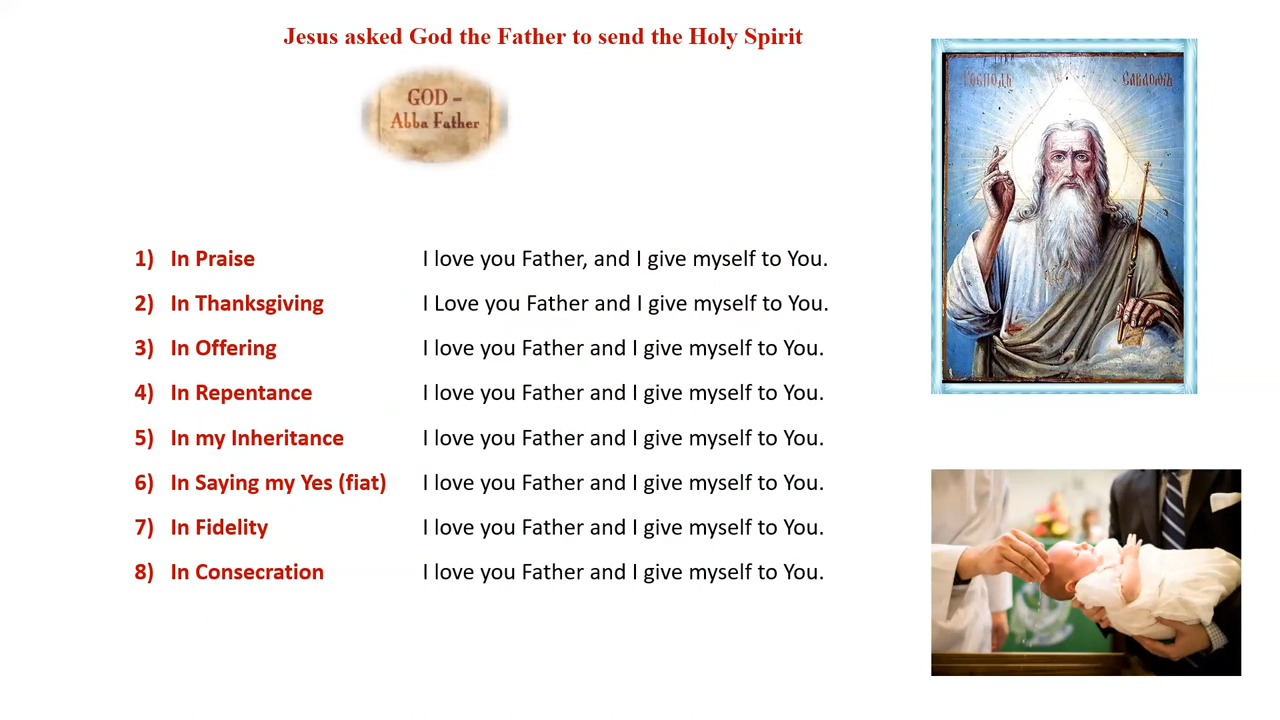 Jesus asked God the Father to send the Holy Spirit
GOD –
Abba Father
Господь Саваоѳъ
1) In Praise I love you Father, and I give myself to You.
2) In Thanksgiving I Love you Father and I give myself to You.
3) In Offering I love you Father and I give myself to You.
4) In Repentance I love you Father and I give myself to You.
5) In my Inheritance I love you Father and I give myself to You.
6) In Saying my Yes (fiat) I love you Father and I give myself to You.
7) In Fidelity I love you Father and I give myself to You.
8) In Consecration I love you Father and I give myself to You.